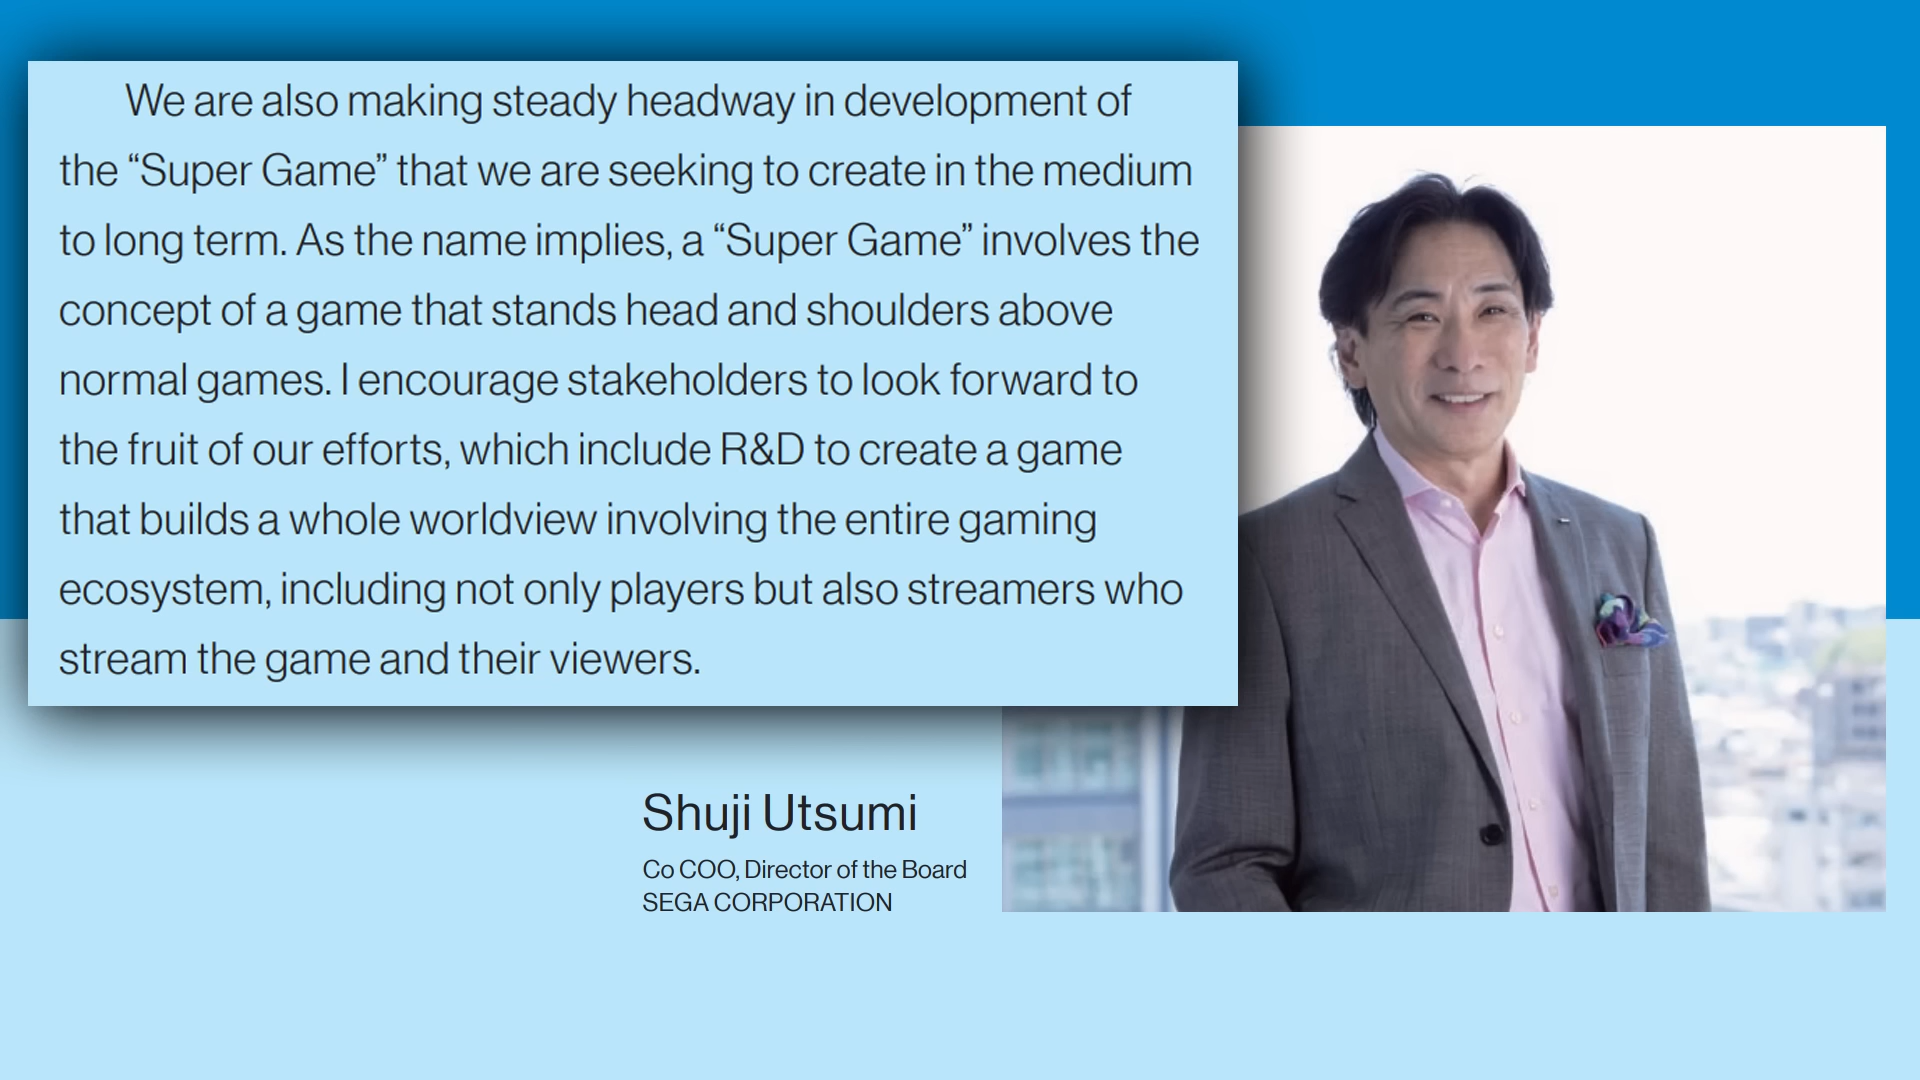 We are also making steady headway in development of
the “Super Game” that we are seeking to create in the medium
to long term. As the name implies, a “Super Game” involves the
concept of a game that stands head and shoulders above
normal games. I encourage stakeholders to look forward to
the fruit of our efforts, which include R&D to create a game
that builds a whole worldview involving the entire gaming
ecosystem, including not only players but also streamers who
stream the game and their viewers.
Shuji Utsumi
Co COO, Director of the Board
SEGA CORPORATION